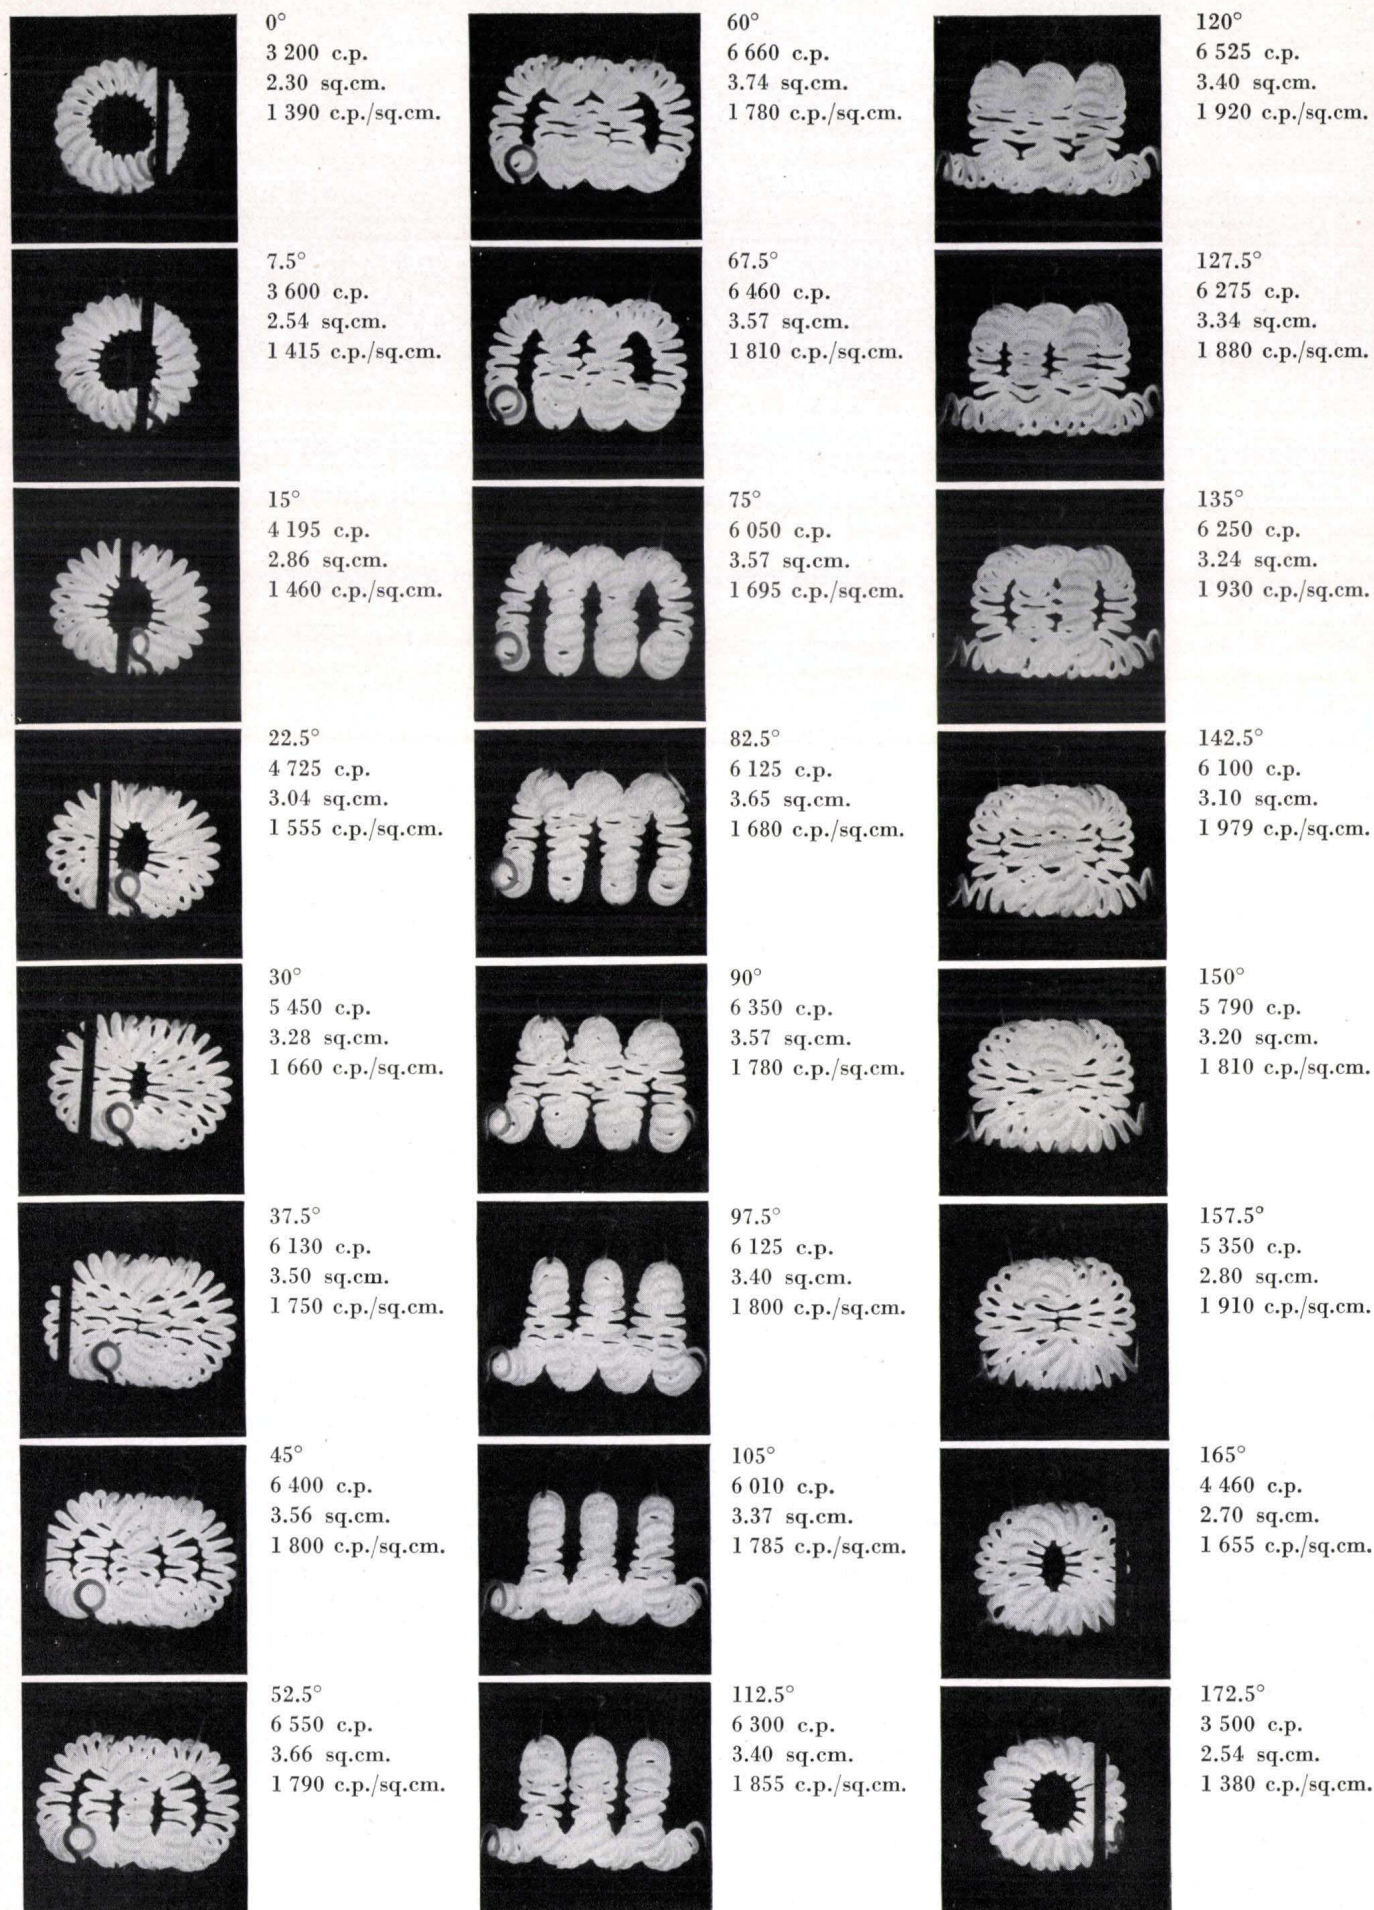 0°
3 200 c.p.
2.30 sq.cm.
1 390 c.p./sq.cm.
7.5°
3 600 c.p.
2.54 sq.cm.
1 415 c.p./sq.cm.
15°
4 195 c.p.
2.86 sq.cm.
1 460 c.p./sq.cm.
22.5°
4 725 c.p.
3.04 sq.cm.
1 555 c.p./sq.cm.
30°
5 450 c.p.
3.28 sq.cm.
1 660 c.p./sq.cm.
37.5°
6 130 c.p.
3.50 sq.cm.
1 750 c.p./sq.cm.
45°
6 400 c.p.
3.56 sq.cm.
1 800 c.p./sq.cm.
52.5°
6 550 c.p.
3.66 sq.cm.
1 790 c.p./sq.cm.
60°
6 660 c.p.
3.74 sq.cm.
1 780 c.p./sq.cm.
67.5°
6 460 c.p.
3.57 sq.cm.
1 810 c.p./sq.cm.
75°
6 050 c.p.
3.57 sq.cm.
1 695 c.p./sq.cm.
82.5°
6 125 c.p.
3.65 sq.cm.
1 680 c.p./sq.cm.
90°
6 350 c.p.
3.57 sq.cm.
1 780 c.p./sq.cm.
97.5°
6 125 c.p.
3.40 sq.cm.
1 800 c.p./sq.cm.
105°
6 010 c.p.
3.37 sq.cm.
1 785 c.p./sq.cm.
112.5°
6 300 c.p.
3.40 sq.cm.
1 855 c.p./sq.cm.
120°
6 525 c.p.
3.40 sq.cm.
1 920 c.p./sq.cm.
127.5°
6 275 c.p.
3.34 sq.cm.
1 880 c.p./sq.cm.
135°
6 250 c.p.
3.24 sq.cm.
1 930 c.p./sq.cm.
142.5°
6 100 c.p.
3.10 sq.cm.
1 979 c.p./sq.cm.
150°
5 790 c.p.
3.20 sq.cm.
1 810 c.p./sq.cm.
157.5°
5 350 c.p.
2.80 sq.cm.
1 910 c.p./sq.cm.
165°
4 460 c.p.
2.70 sq.cm.
1 655 c.p./sq.cm.
172.5°
3 500 c.p.
2.54 sq.cm.
1 380 c.p./sq.cm.